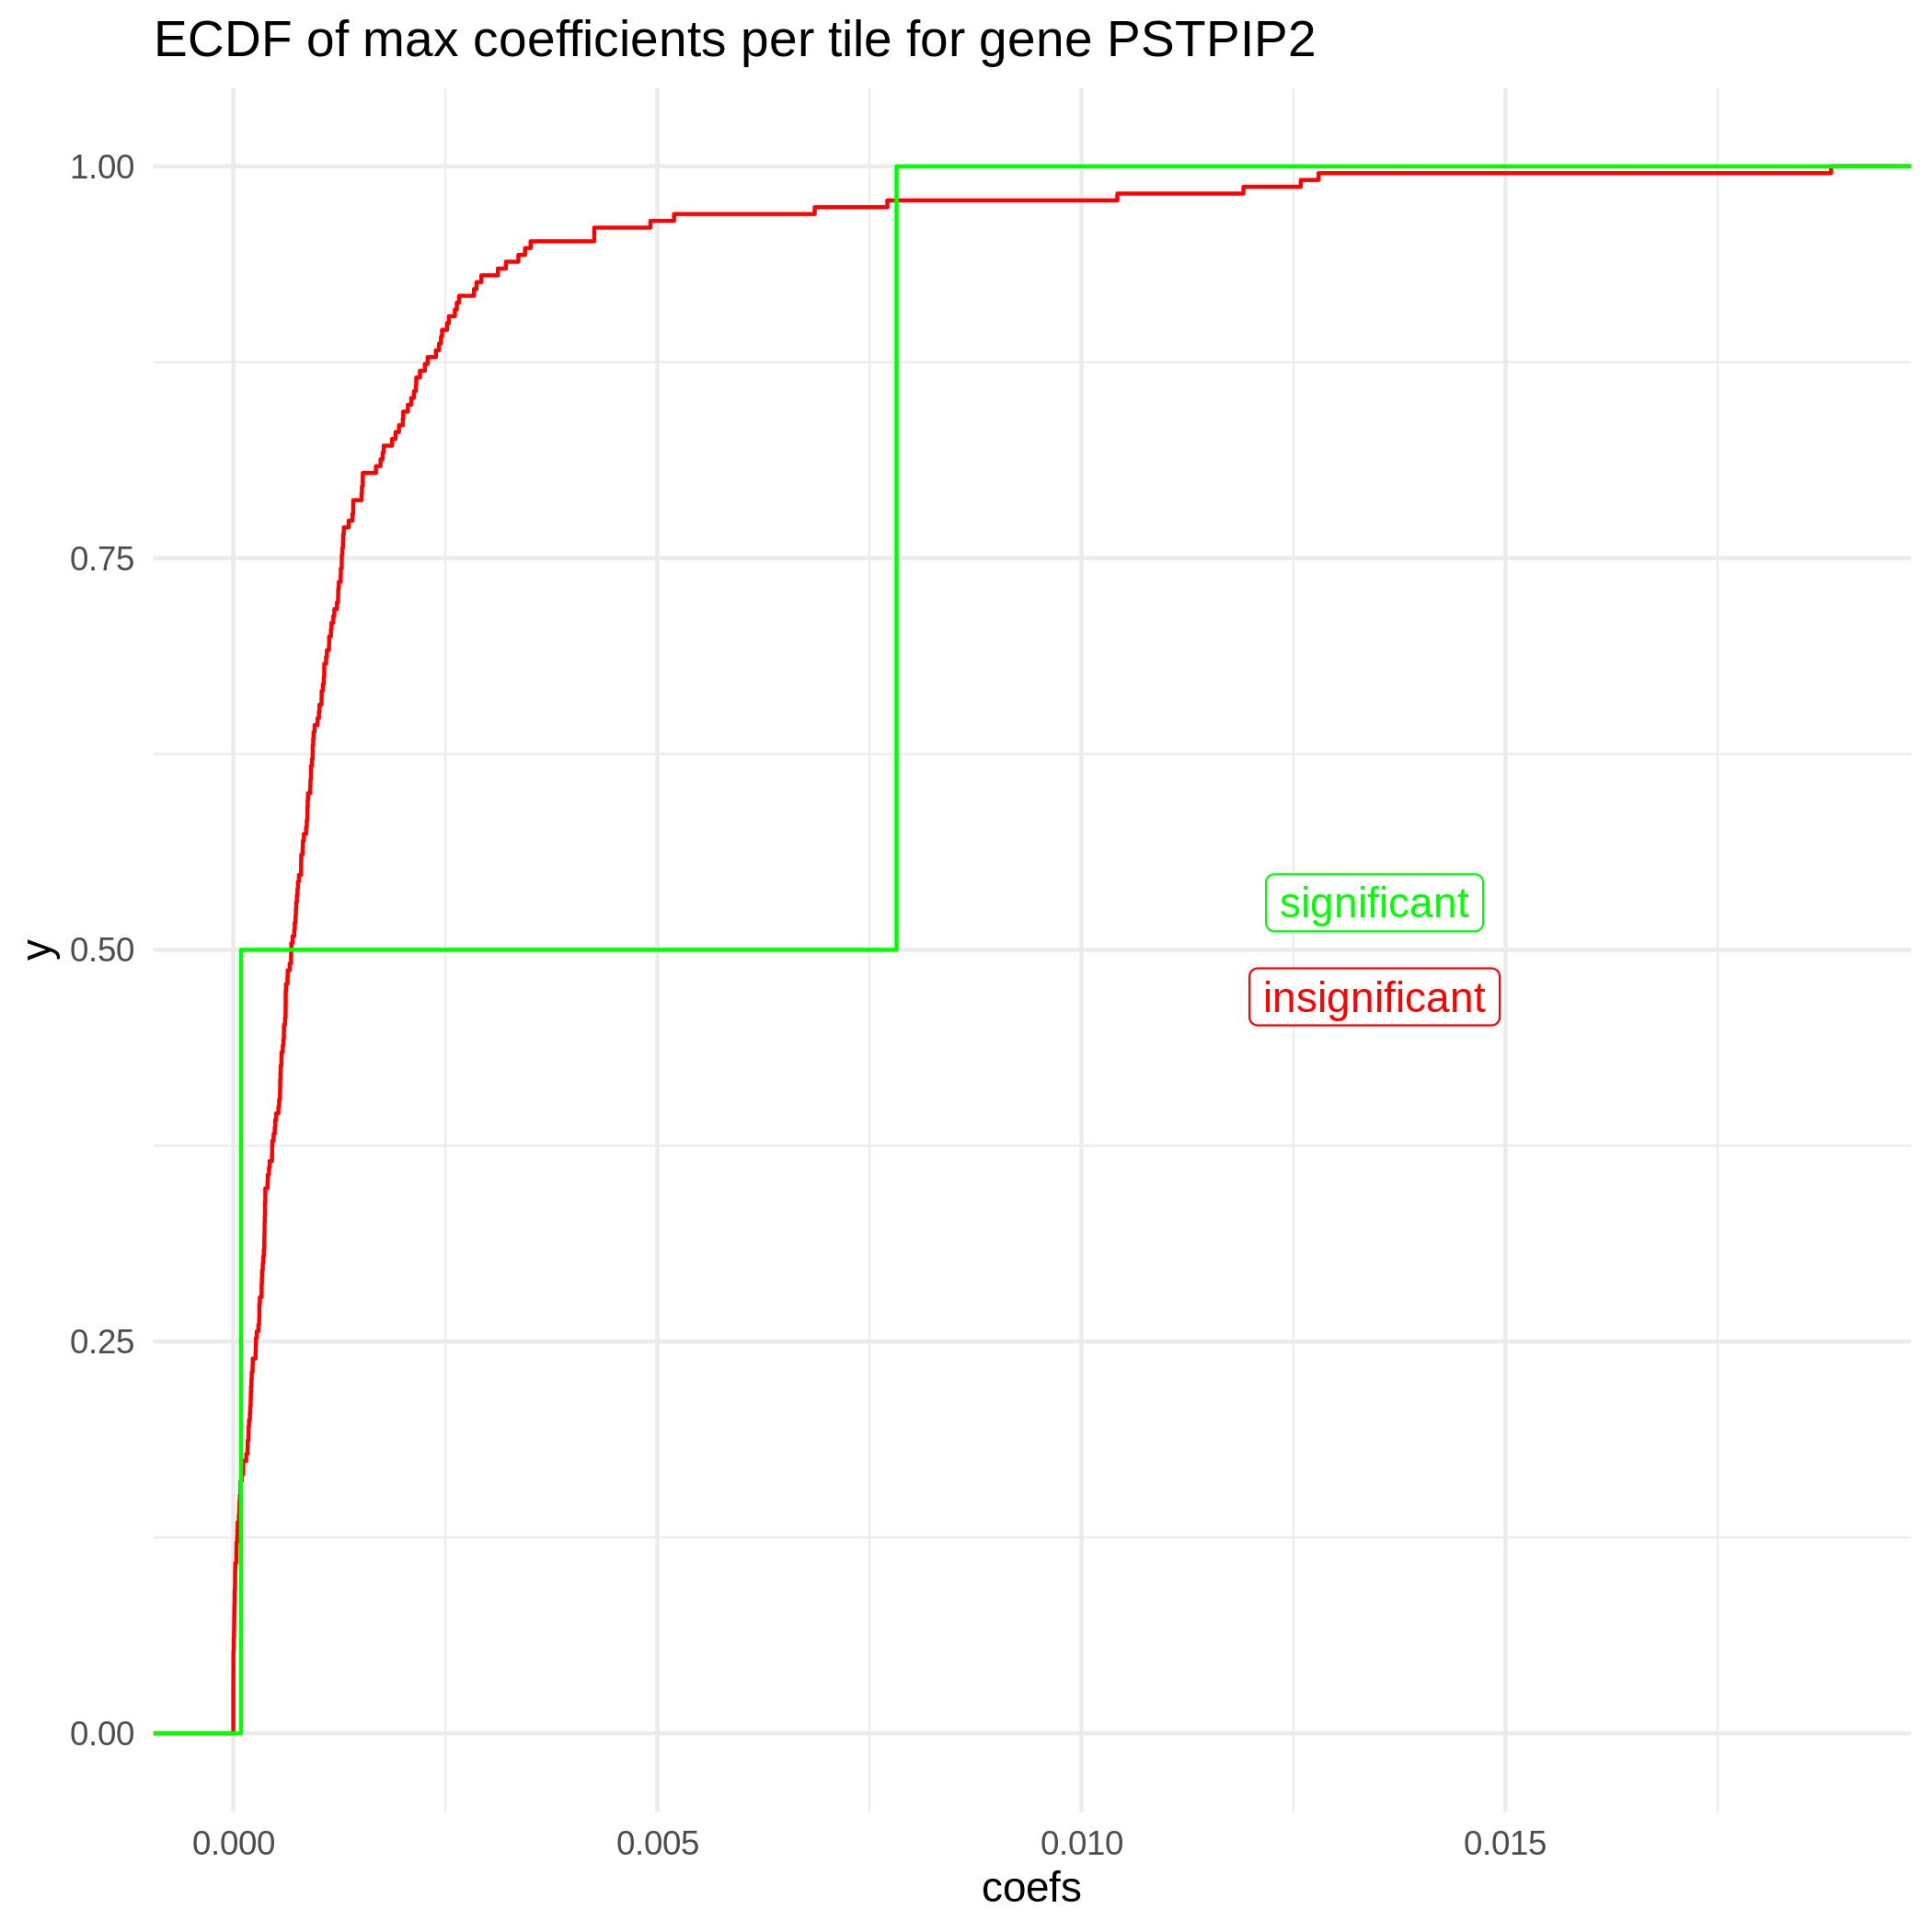 ECDF of max coefficients per tile for gene PSTPIP2
1.00
0.75
0.50
0.25
0.00
y
significant
insignificant
0.000 0.005 0.010 0.015
coefs